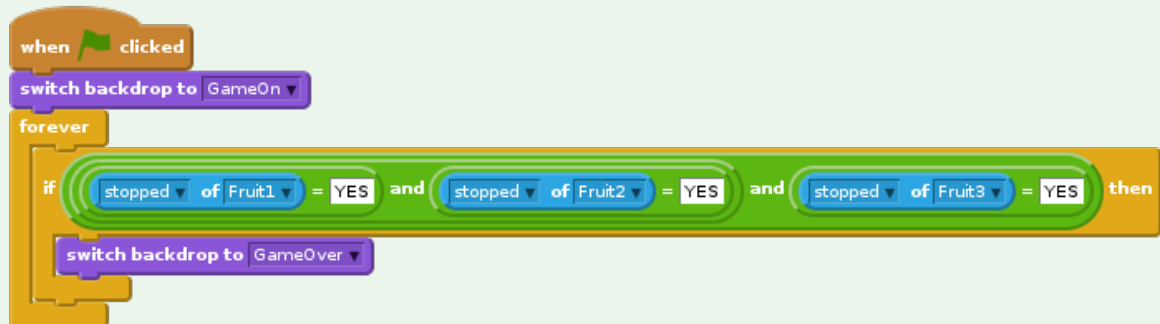 when clicked
switch backdrop to GameOn
forever
if stopped of Fruit1 = YES and stopped of Fruit2 = YES and stopped of Fruit3 = YES then
switch backdrop to GameOver